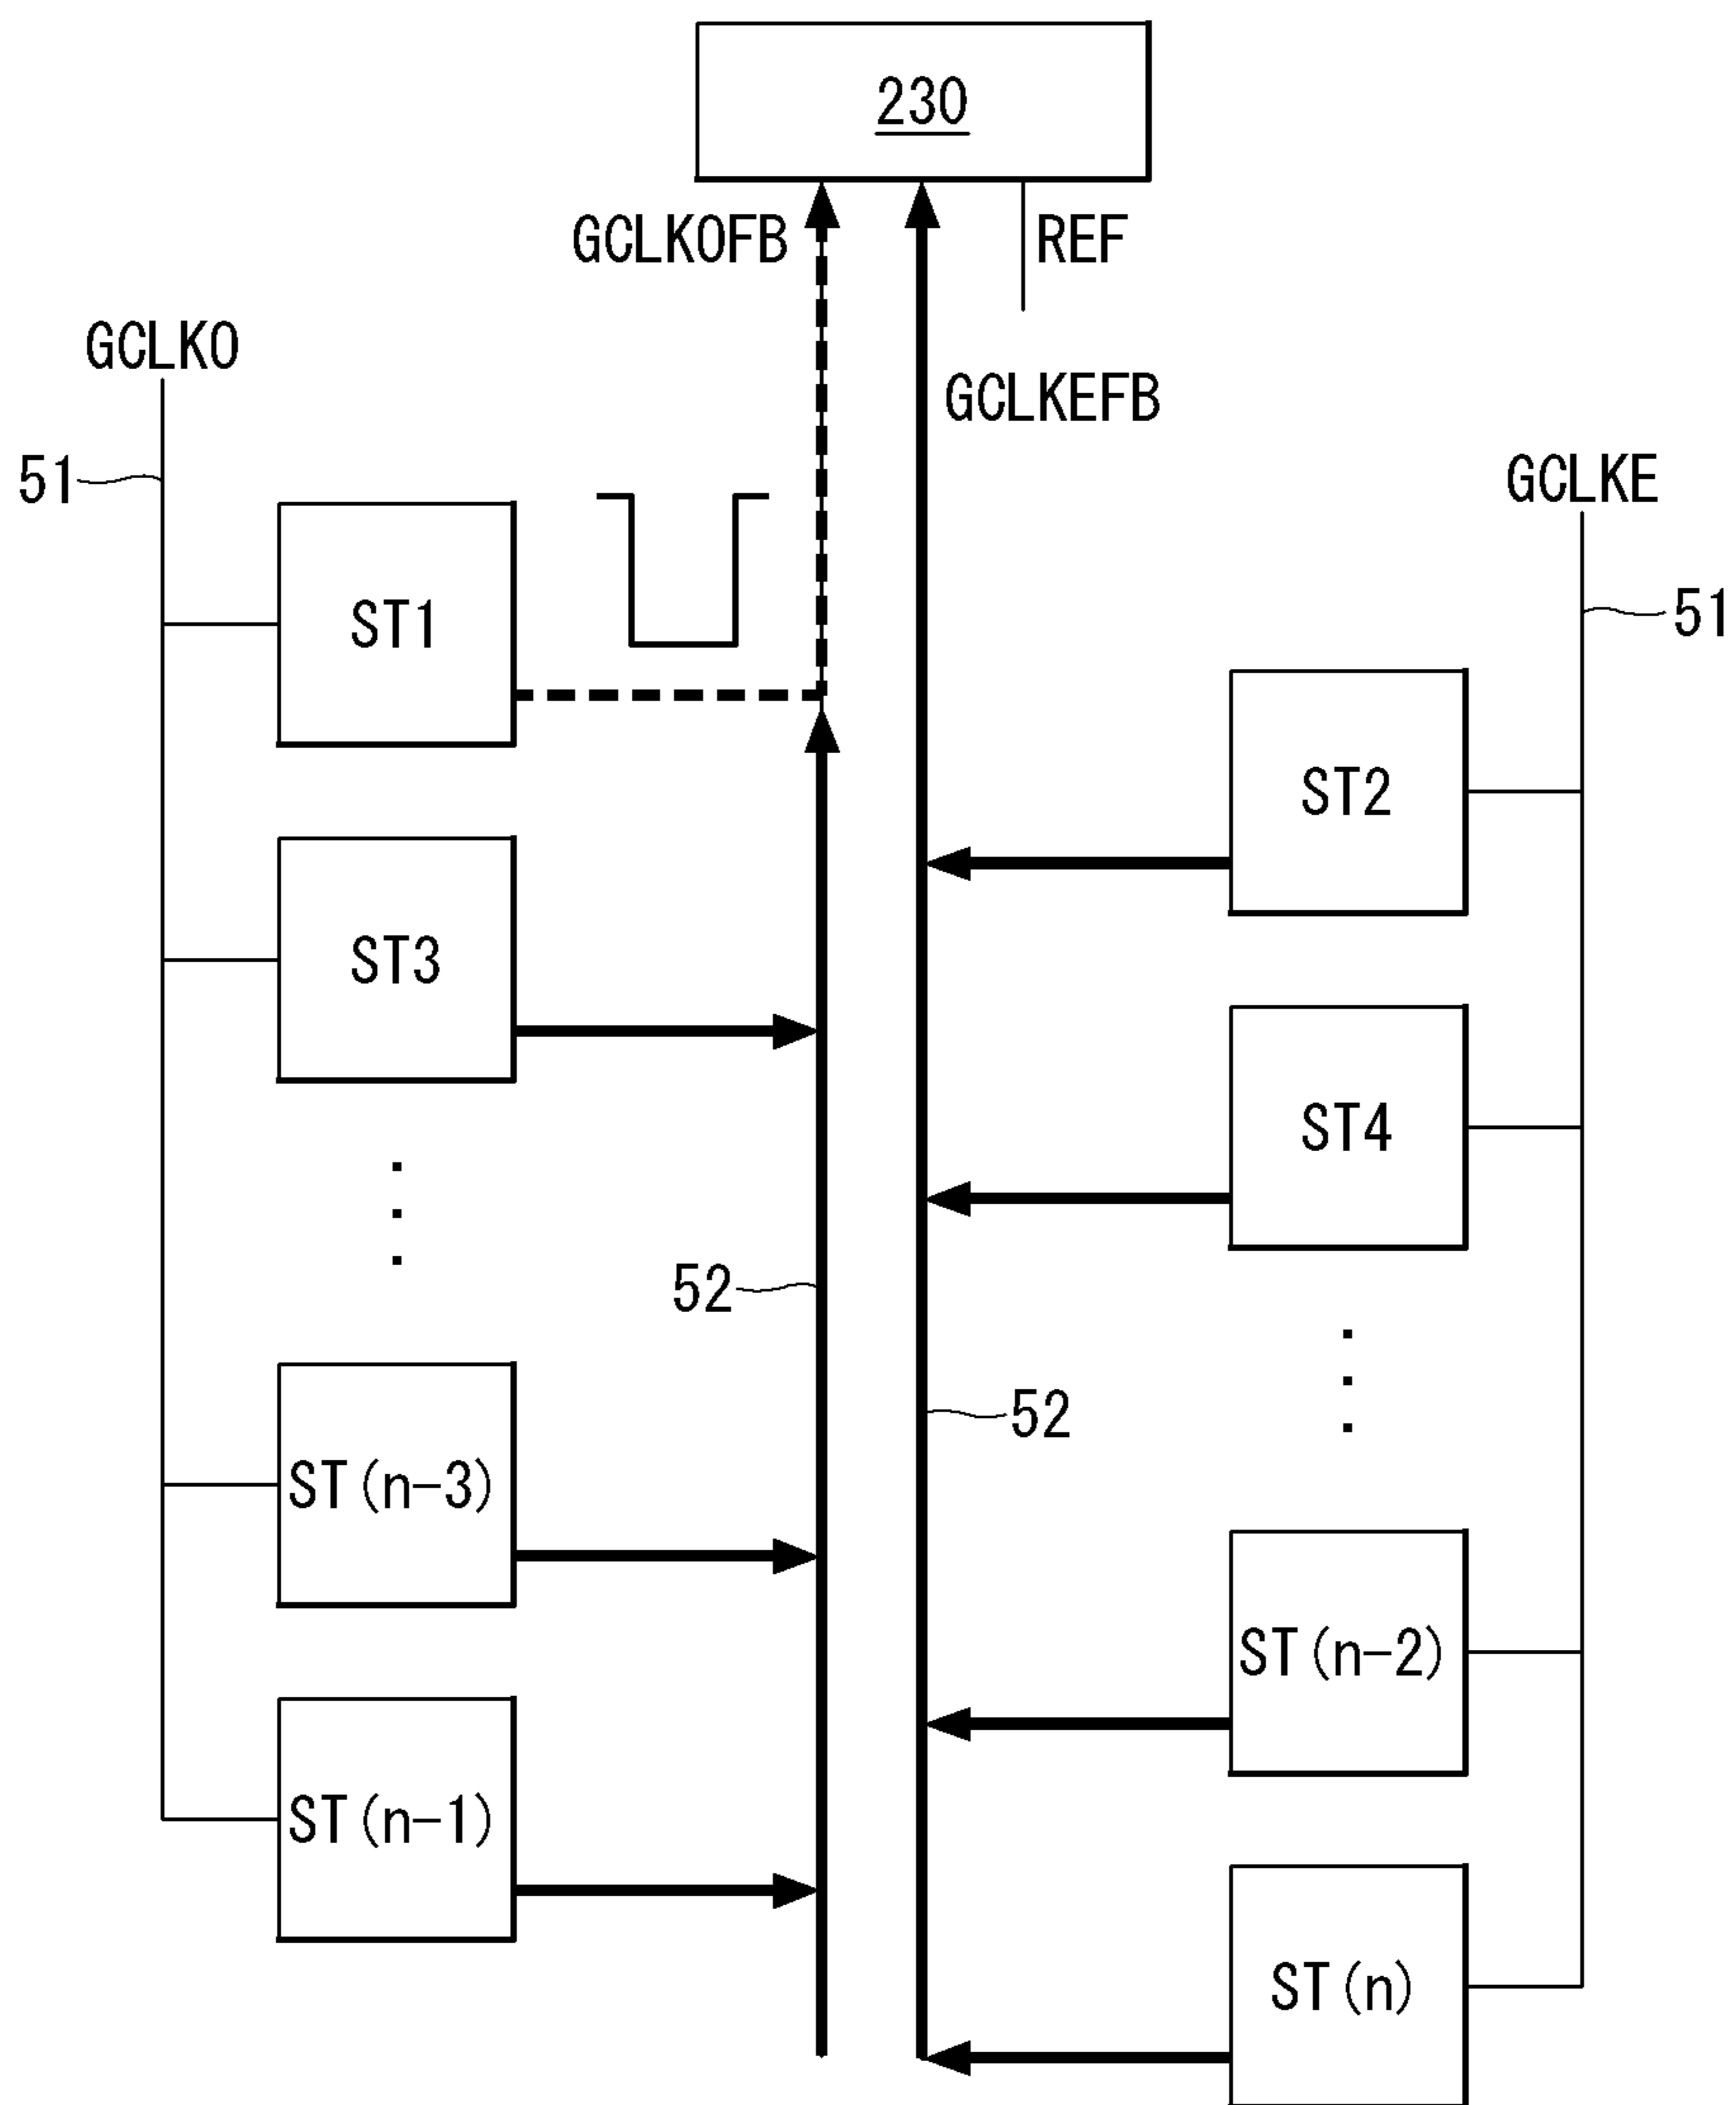 230
GCLKOFB
REF
GCLKO
GCLKEFB
51
GCLKE
ST1
51
ST2
ST3
ST4
52
52
ST(n-3)
ST(n-2)
ST(n-1)
ST(n)